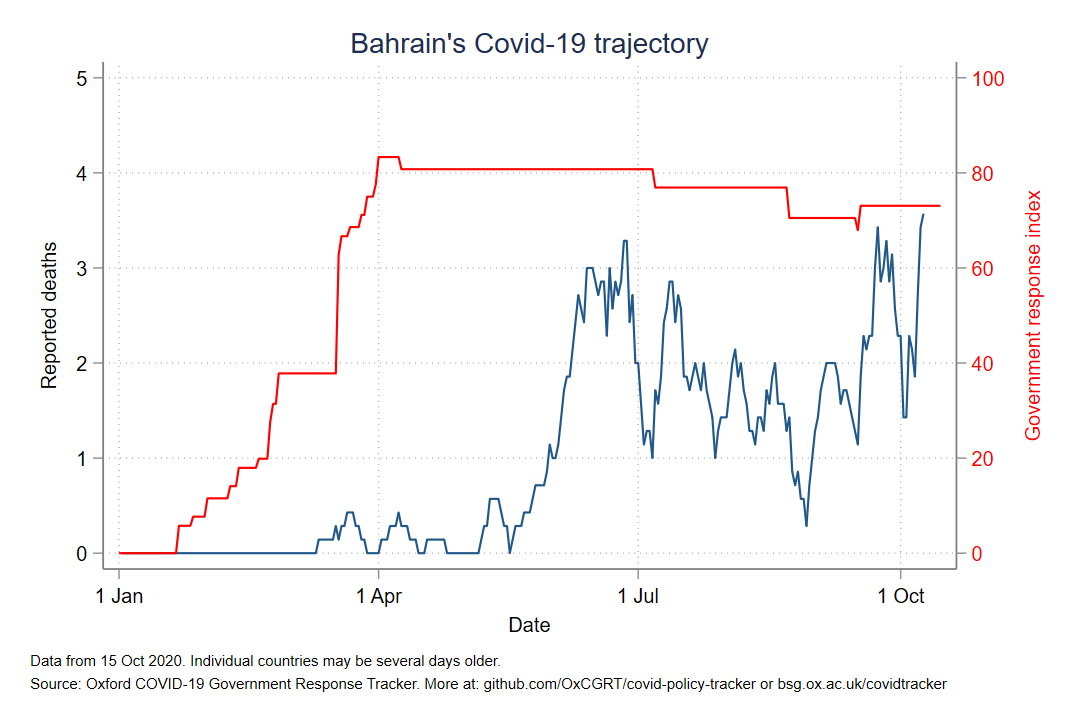 Bahrain's Covid-19 trajectory
5
4
3
2
1
0
Reported deaths
100
80
60
40
20
0
Government response index
1 Jan
1 Apr
1 Jul
1 Oct
Date
Data from 15 Oct 2020. Individual countries may be several days older.
Source: Oxford COVID-19 Government Response Tracker. More at: github.com/OxCGRT/covid-policy-tracker or bsg.ox.ac.uk/covidtracker